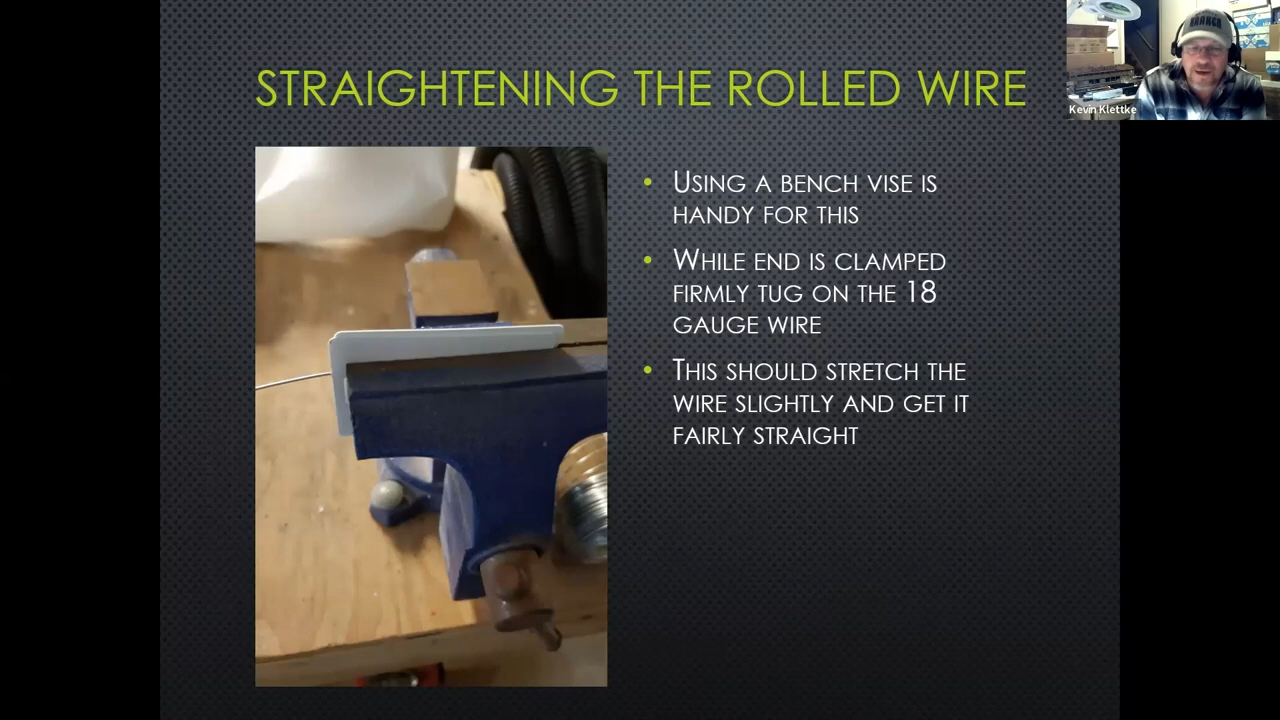 STRAIGHTENING THE ROLLED WIRE
Kevin Klettke
• USING A BENCH VISE IS
HANDY FOR THIS
• WHILE END IS CLAMPED
FIRMLY TUG ON THE 18
GAUGE WIRE
• THIS SHOULD STRETCH THE
WIRE SLIGHTLY AND GET IT
FAIRLY STRAIGHT